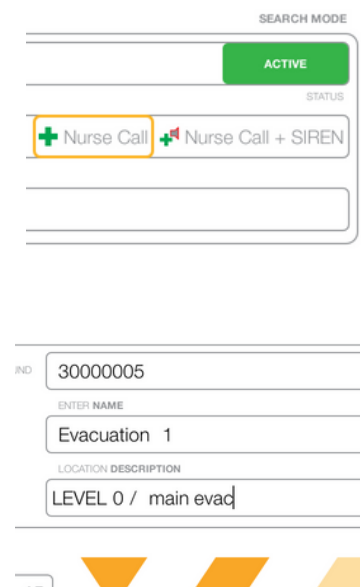 SEARCH MODE
ACTIVE
STATUS
Nurse Call Nurse Call + SIREN
30000005
ENTER NAME
Evacuation 1
LOCATION DESCRIPTION
LEVEL 0 / main evac